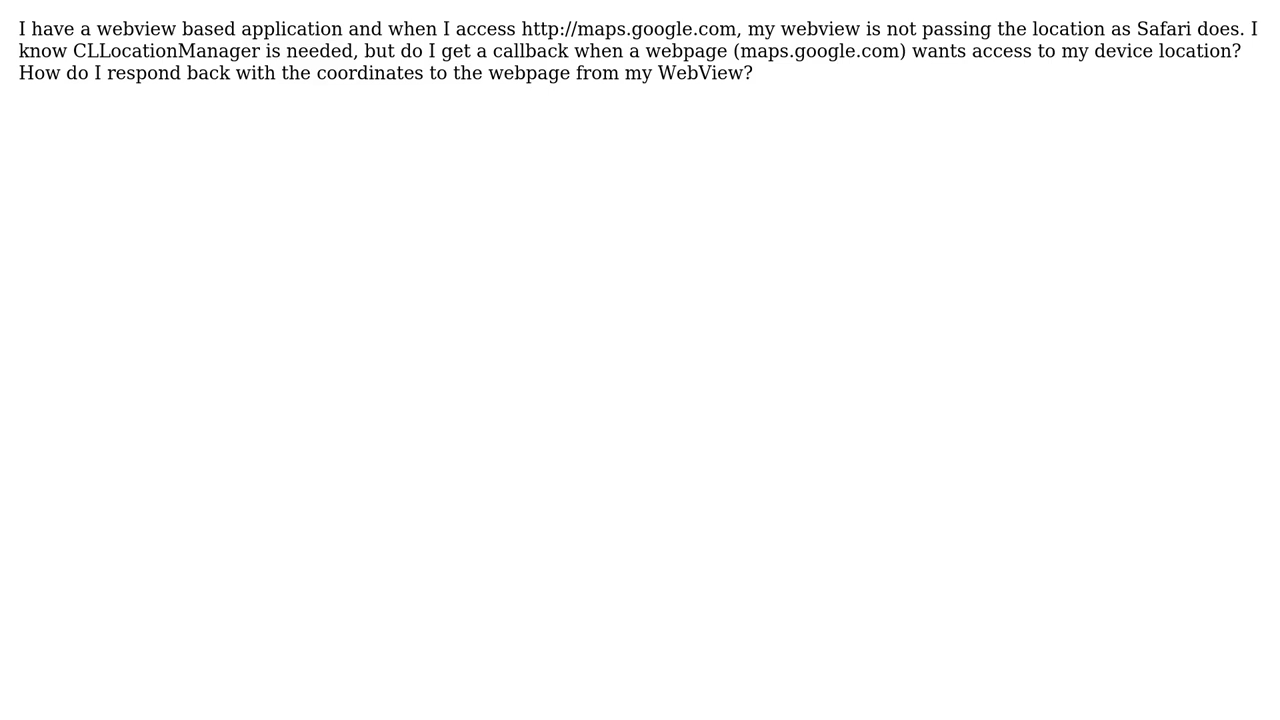 I have a webview based application and when I access http://maps.google.com, my webview is not passing the location as Safari does. I
know CLLocationManager is needed, but do I get a callback when a webpage (maps.google.com) wants access to my device location?
How do I respond back with the coordinates to the webpage from my WebView?